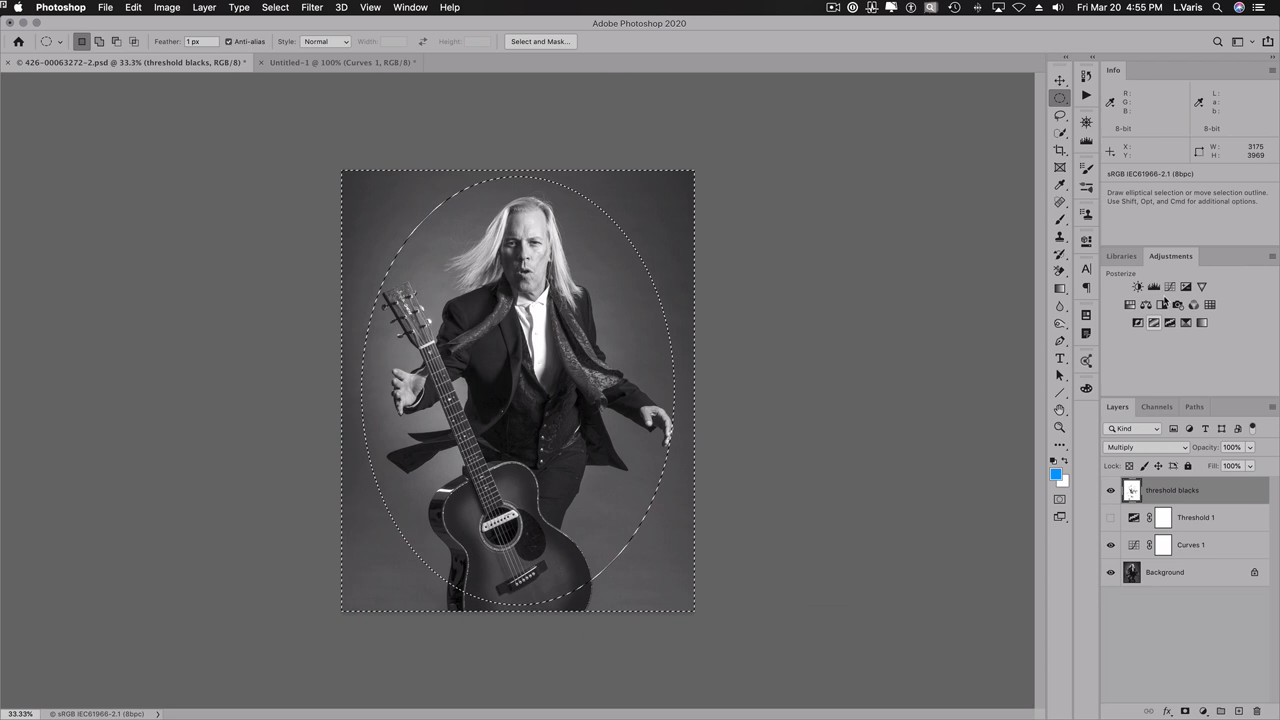 Photoshop File Edit Image Layer Type Select Filter 3D View Window Help Fri Mar 20 4:55 PM L.Varis
Adobe Photoshop 2020
Feather: 1 px Anti-alias Style: Normal Width: Height: Select and Mask...
× © 426-00063272-2.psd @ 33.3% (threshold blacks, RGB/8) * × Untitled-1 @ 100% (Curves 1, RGB/8) *
Info
R: L:
G: a:
B: b:
8-bit 8-bit
X: W: 3175
Y: H: 3969
sRGB IEC61966-2.1 (8bpc)
Draw elliptical selection or move selection outline.
Use Shift, Opt, and Cmd for additional options.
Libraries Adjustments
Posterize
Layers Channels Paths
Kind
Multiply Opacity: 100%
Lock: Fill: 100%
threshold blacks
Threshold 1
Curves 1
Background
33.33% © sRGB IEC61966-2.1 (8bpc)